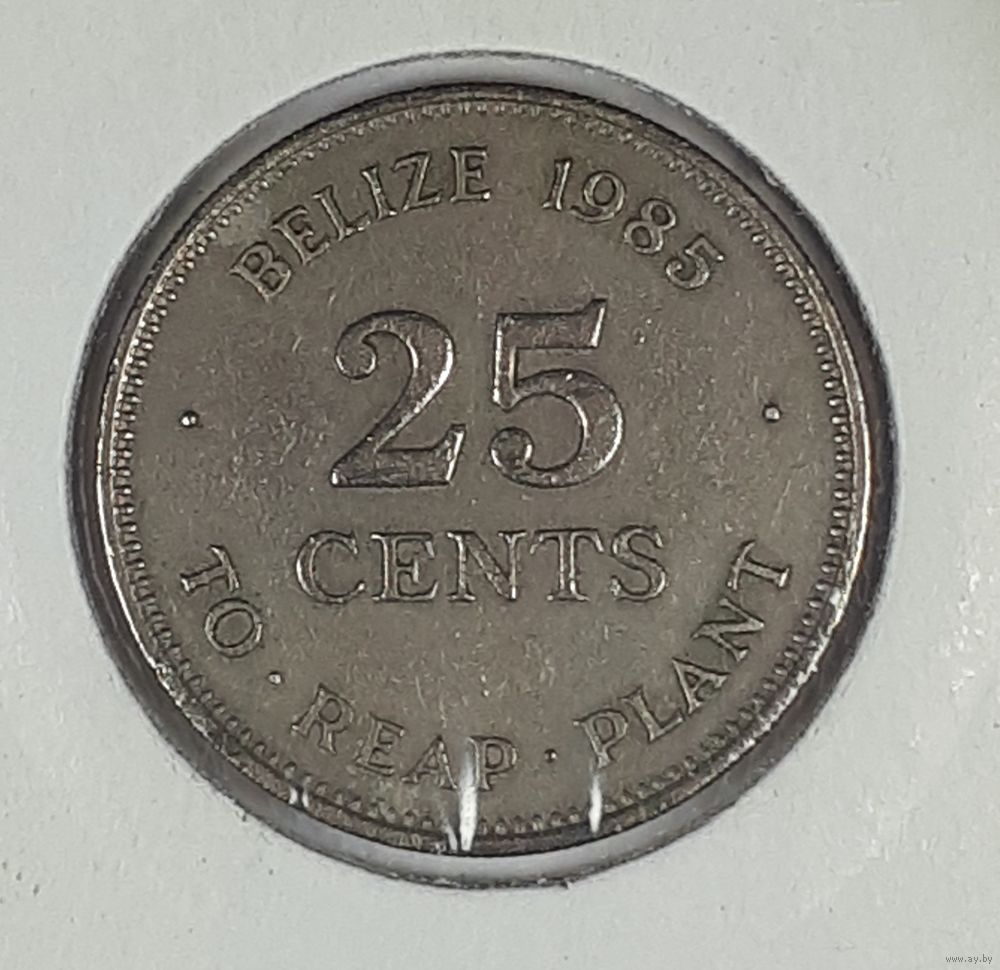 BELIZE 1985
25
CENTS
TO · REAP · PLANT
www.ay.by